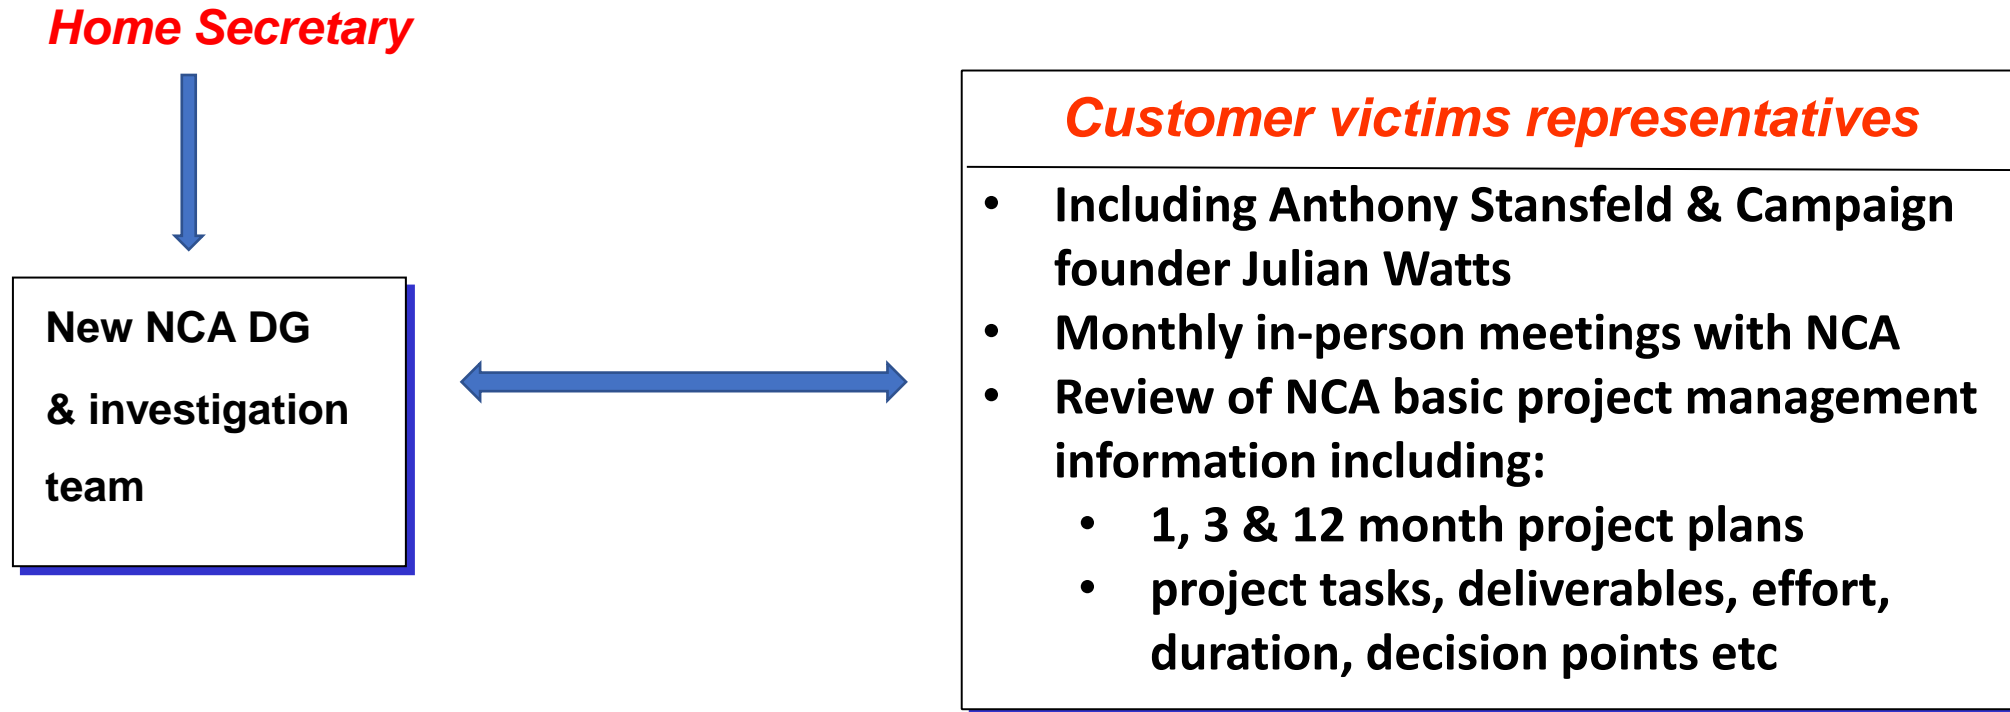 Home Secretary
New NCA DG
& investigation
team
Customer victims representatives
• Including Anthony Stansfeld & Campaign
founder Julian Watts
• Monthly in-person meetings with NCA
• Review of NCA basic project management
information including:
• 1, 3 & 12 month project plans
• project tasks, deliverables, effort,
duration, decision points etc